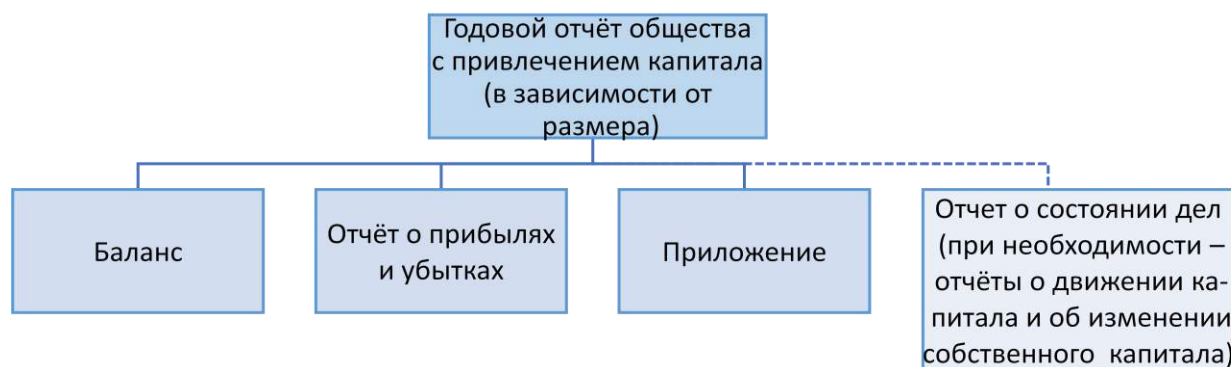 Годовой отчёт общества
с привлечением капитала
(в зависимости от
размера)
Баланс
Отчёт о прибылях
и убытках
Приложение
Отчет о состоянии дел
(при необходимости –
отчёты о движении ка-
питала и об изменении
собственного капитала)